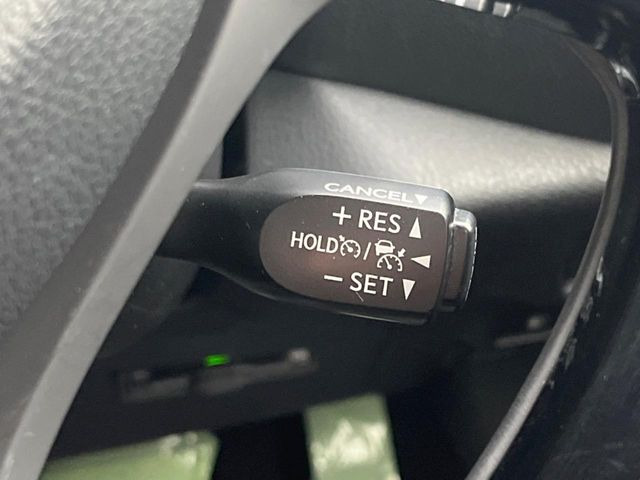 CANCEL▼
+ RES ▲
HOLD / ◀
− SET ▼